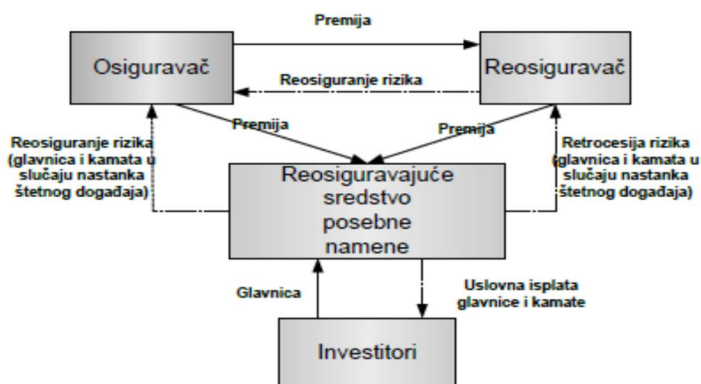 Premija
Osiguravač
Reosiguravač
Reosiguranje rizika
Premija
Premija
Reosiguranje rizika
(glavnica i kamata u
slučaju nastanka
štetnog događaja)
Retrocesija rizika
(glavnica i kamata u
slučaju nastanka
štetnog događaja)
Reosiguravajuće
sredstvo
posebne
namene
Glavnica
Uslovna isplata
glavnice i kamate
Investitori